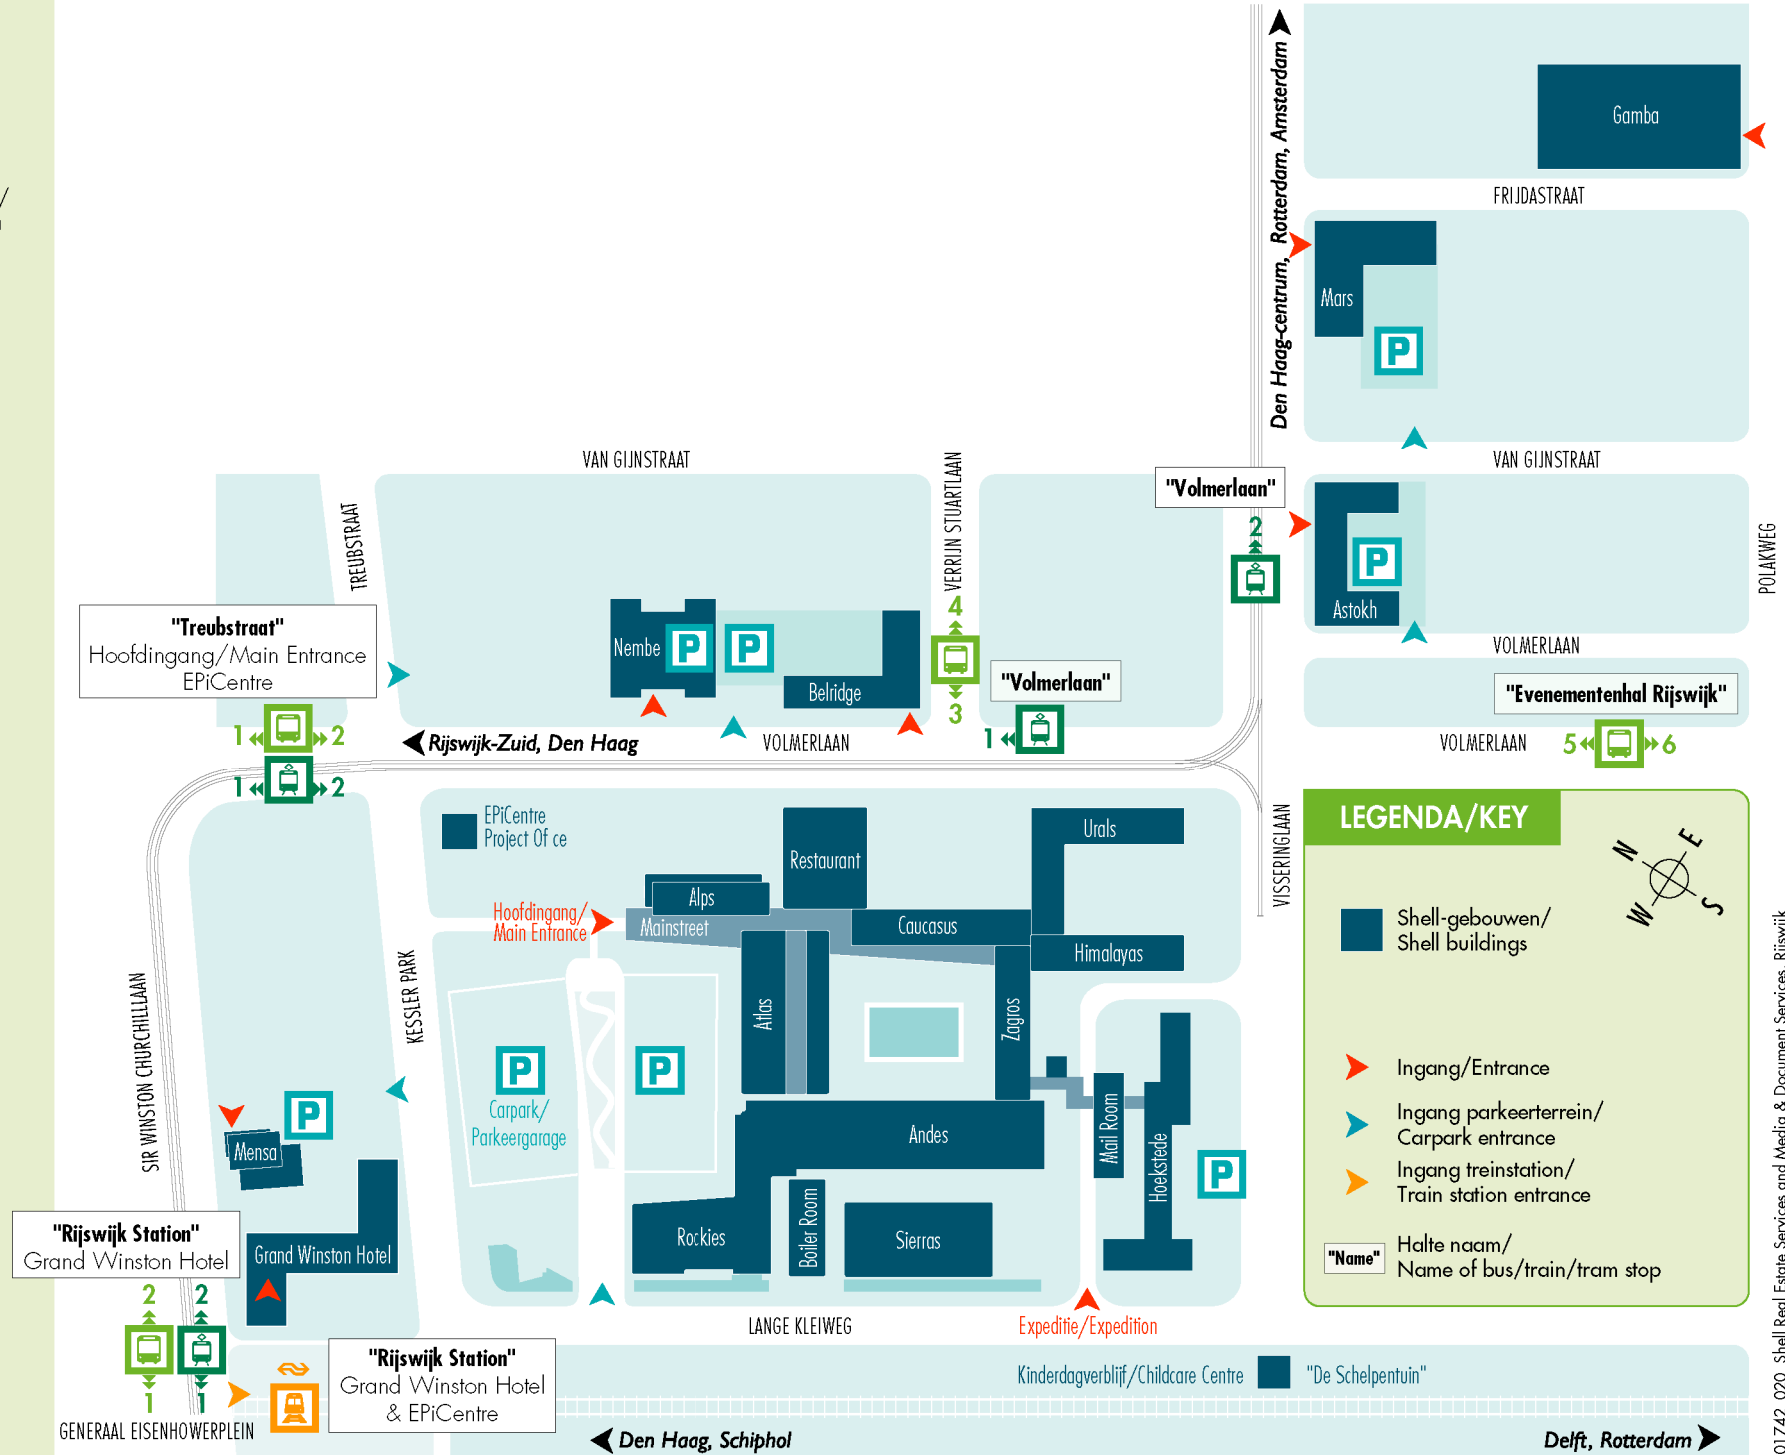 Gamba
FRIJDASTRAAT
Den Haag-centrum, Rotterdam, Amsterdam
Mars
VAN GIJNSTRAAT
VERRIJN STUARTLAAN
VAN GIJNSTRAAT
"Volmerlaan"
2
TREUBSTRAAT
POLAKWEG
Astokh
"Treubstraat"
Hoofdingang/Main Entrance
EPiCentre
4
3
Nembe
P
P
Belridge
"Volmerlaan"
1
VOLMERLAAN
"Evenementenhal Rijswijk"
VOLMERLAAN
5
6
1
2
Rijswijk-Zuid, Den Haag
VOLMERLAAN
1
2
P
P
EPiCentre
Project Of ce
Restaurant
Urals
VISSERINGLAAN
LEGENDA/KEY
N
E
S
W
Alps
Hoofdingang/
Main Entrance
Mainstreet
Caucasus
Himalayas
Shell-gebouwen/
Shell buildings
SIR WINSTON CHURCHILLLAAN
KESSLER PARK
Atlas
Zagros
P
P
Carpark/
Parkeergarage
P
Mensa
Andes
Mail Room
Hoekstede
P
Ingang/Entrance
Ingang parkeerterrein/
Carpark entrance
Ingang treinstation/
Train station entrance
"Name"
Halte naam/
Name of bus/train/tram stop
"Rijswijk Station"
Grand Winston Hotel
Grand Winston Hotel
Rockies
Boiler Room
Sierras
2
2
1
1
LANGE KLEIWEG
Expeditie/Expedition
"Rijswijk Station"
Grand Winston Hotel
& EPiCentre
Kinderdagverblijf/Childcare Centre
"De Schelpentuin"
GENERAAL EISENHOWERPLEIN
Den Haag, Schiphol
Delft, Rotterdam
Shell Real Estate Services and Media & Document Services, Rijswijk